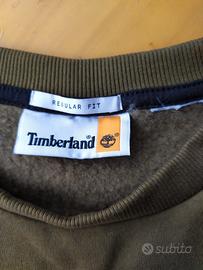 REGULAR FIT
Timberland
subito